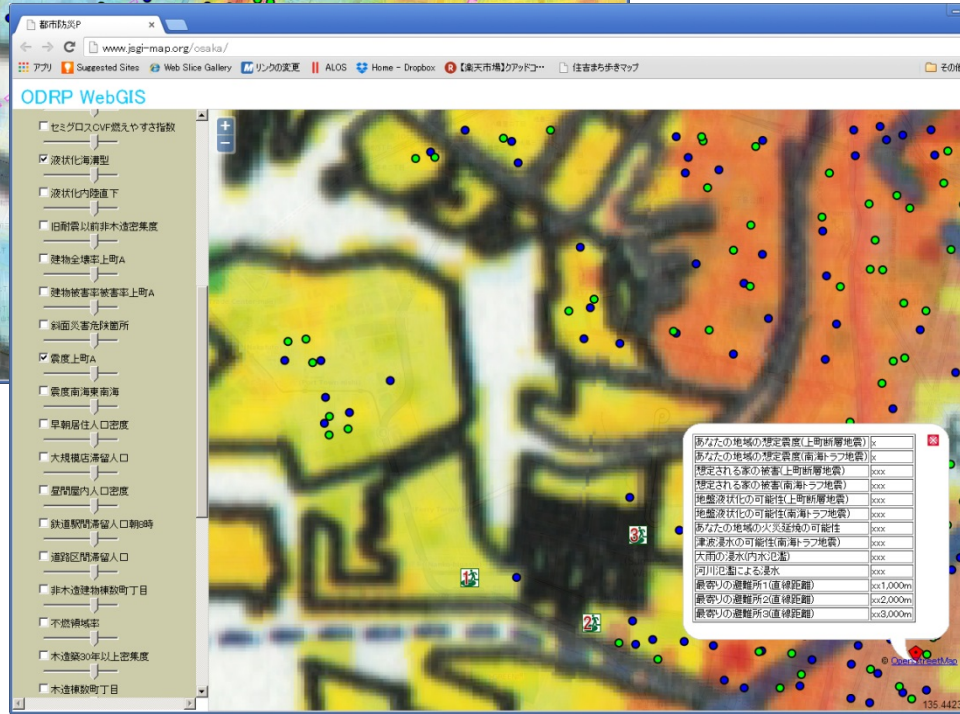 都市防災P
www.jsgi-map.org/osaka/
アプリ Suggested Sites Web Slice Gallery リンクの変更 ALOS Home - Dropbox 【楽天市場】クアッドコ… 住吉まち歩きマップ その他
ODRP WebGIS
セミグロスCVF燃えやすさ指数
液状化海溝型
液状化内陸直下
旧耐震以前非木造密集度
建物全壊率上町A
建物被害率被害率上町A
斜面災害危険箇所
震度上町A
震度南海東南海
早朝居住人口密度
大規模店滞留人口
昼間屋内人口密度
鉄道駅間滞留人口朝8時
道路区間滞留人口
非木造建物棟数町丁目
不燃領域率
木造築30年以上密集度
木造棟数町丁目
あなたの地域の想定震度(上町断層地震) x
あなたの地域の想定震度(南海トラフ地震) x
想定される家の被害(上町断層地震) xxx
想定される家の被害(南海トラフ地震) xxx
地盤液状化の可能性(上町断層地震) xxx
地盤液状化の可能性(南海トラフ地震) xxx
あなたの地域の火災延焼の可能性 xxx
津波浸水の可能性(南海トラフ地震) xxx
大雨の浸水(内水氾濫) xxx
河川氾濫による浸水 xxx
最寄りの避難所1(直線距離) xx1,000m
最寄りの避難所2(直線距離) xx2,000m
最寄りの避難所3(直線距離) xx3,000m
3
1
2
© OpenStreetMap
135.4423